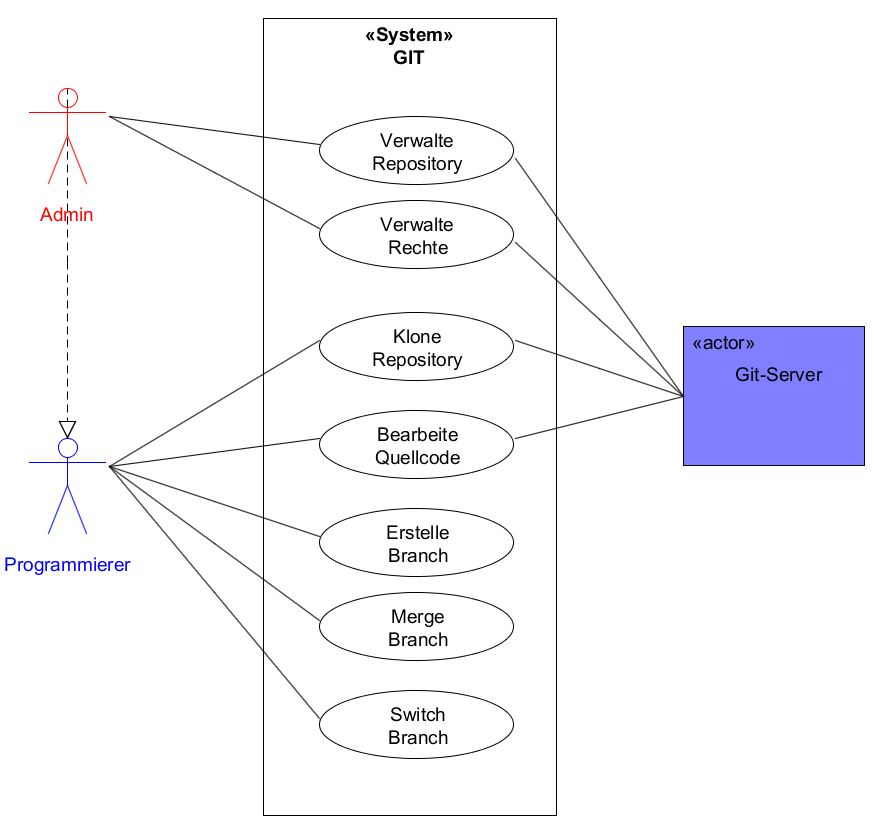 «System»
GIT
Verwalte
Repository
Admin
Verwalte
Rechte
Klone
Repository
«actor»
Git-Server
Bearbeite
Quellcode
Programmierer
Erstelle
Branch
Merge
Branch
Switch
Branch